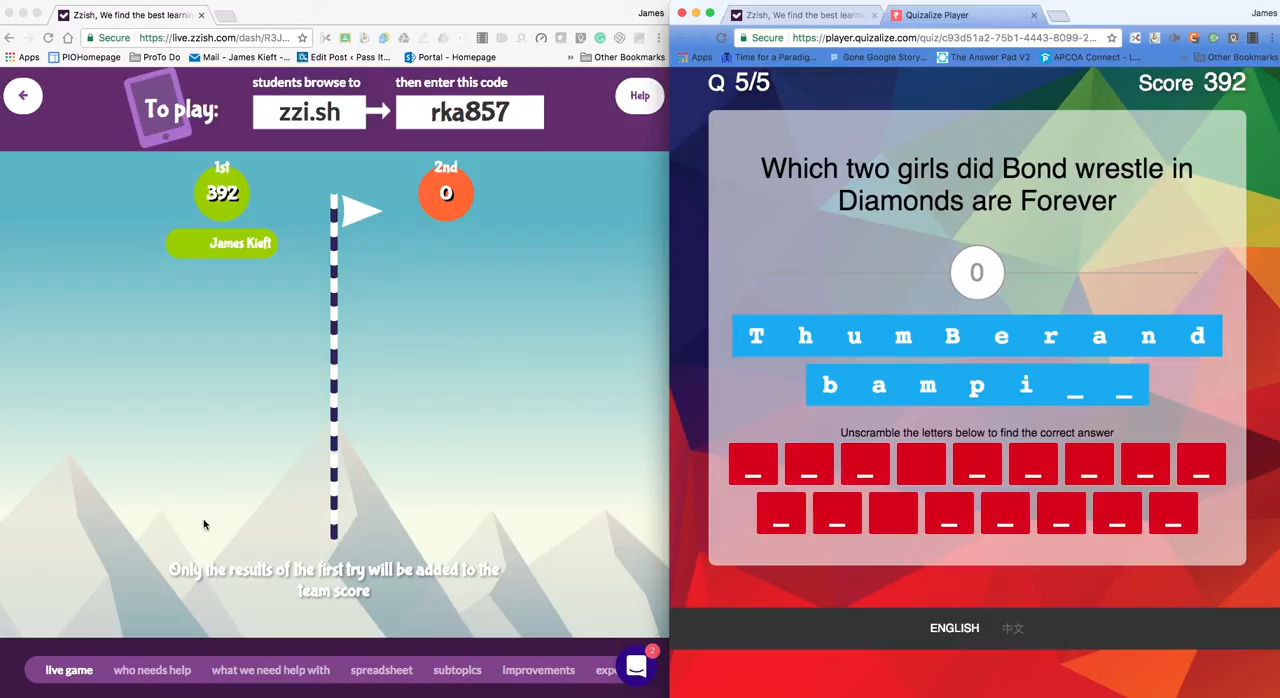 Zzish, We find the best learni
James
Secure
https://live.zzish.com/dash/R3J...
Apps
PIOHomepage
ProTo Do
Mail - James Kieft -...
Edit Post ‹ Pass It...
Portal - Homepage
»
Other Bookmarks
To play:
students browse to
zzi.sh
then enter this code
rka857
Help
1st
392
James Kieft
2nd
0
Only the results of the first try will be added to the
team score
live game
who needs help
what we need help with
spreadsheet
subtopics
Improvements
exp
2
Zzish, We find the best learni
Quizalize Player
James
Secure
https://player.quizalize.com/quiz/c93d51a2-75b1-4443-8099-2...
Apps
Time for a Paradig...
Gone Google Story...
The Answer Pad V2
APCOA Connect - L...
»
Other Bookmarks
Q 5/5
Score 392
Which two girls did Bond wrestle in
Diamonds are Forever
0
T h u m B e r a n d
b a m p i _ _
Unscramble the letters below to find the correct answer
_ _ _ _ _ _ _ _
_ _ _ _ _ _ _
ENGLISH
中文